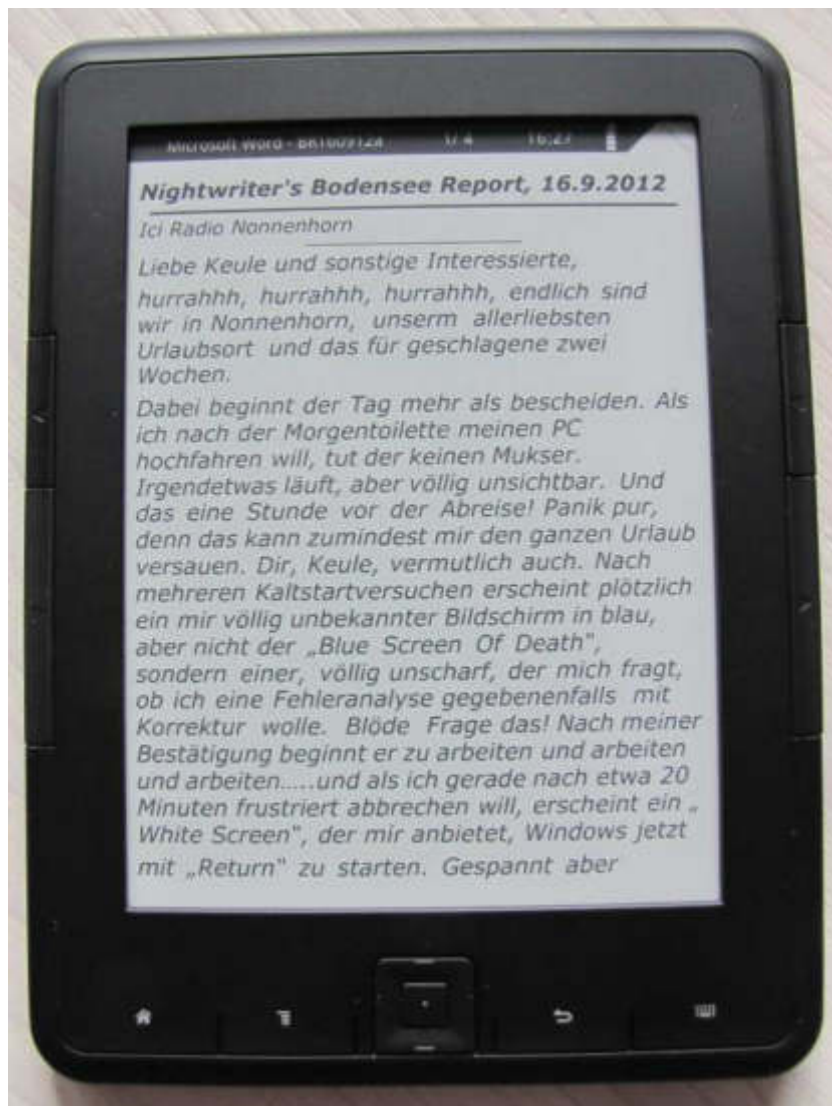 Microsoft Word - BR160912a 1/ 4 16:27
Nightwriter's Bodensee Report, 16.9.2012
Ici Radio Nonnenhorn
Liebe Keule und sonstige Interessierte,
hurrahhh, hurrahhh, hurrahhh, endlich sind
wir in Nonnenhorn, unserm allerliebsten
Urlaubsort und das für geschlagene zwei
Wochen.
Dabei beginnt der Tag mehr als bescheiden. Als
ich nach der Morgentoilette meinen PC
hochfahren will, tut der keinen Mukser.
Irgendetwas läuft, aber völlig unsichtbar. Und
das eine Stunde vor der Abreise! Panik pur,
denn das kann zumindest mir den ganzen Urlaub
versauen. Dir, Keule, vermutlich auch. Nach
mehreren Kaltstartversuchen erscheint plötzlich
ein mir völlig unbekannter Bildschirm in blau,
aber nicht der „Blue Screen Of Death",
sondern einer, völlig unscharf, der mich fragt,
ob ich eine Fehleranalyse gegebenenfalls mit
Korrektur wolle. Blöde Frage das! Nach meiner
Bestätigung beginnt er zu arbeiten und arbeiten
und arbeiten.....und als ich gerade nach etwa 20
Minuten frustriert abbrechen will, erscheint ein „
White Screen", der mir anbietet, Windows jetzt
mit „Return" zu starten. Gespannt aber